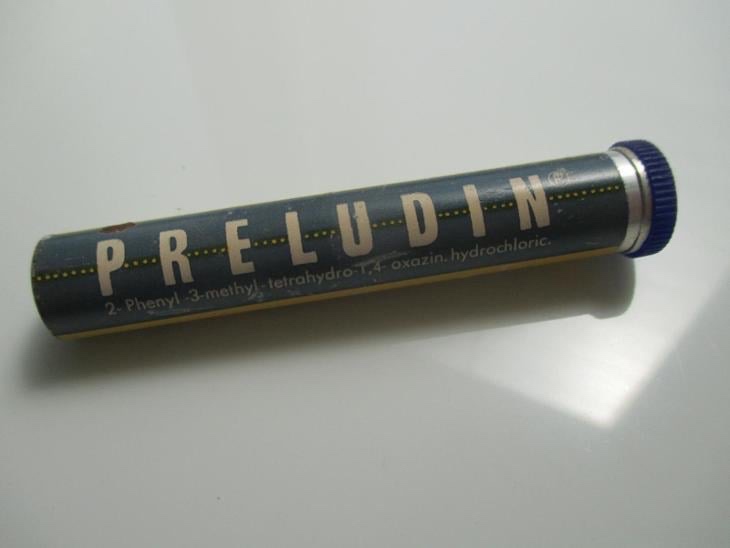 PRELUDIN®
2-Phenyl-3-methyl-tetrahydro-1,4-oxazin. hydrochloric.